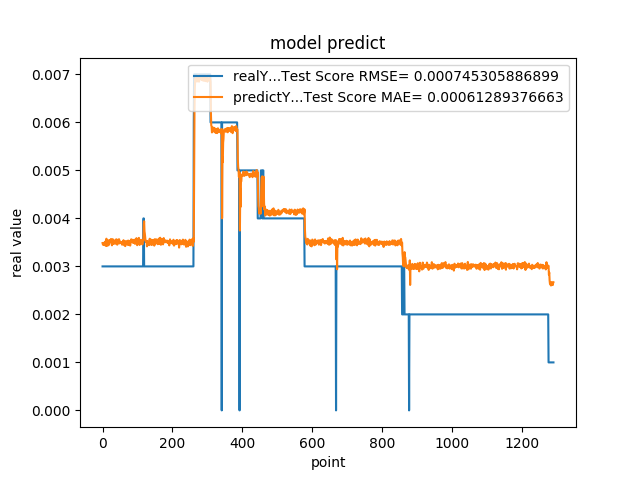 model predict
realY...Test Score RMSE= 0.000745305886899
predictY...Test Score MAE= 0.00061289376663
0.007
0.006
0.005
0.004
0.003
0.002
0.001
0.000
real value
0 200 400 600 800 1000 1200
point